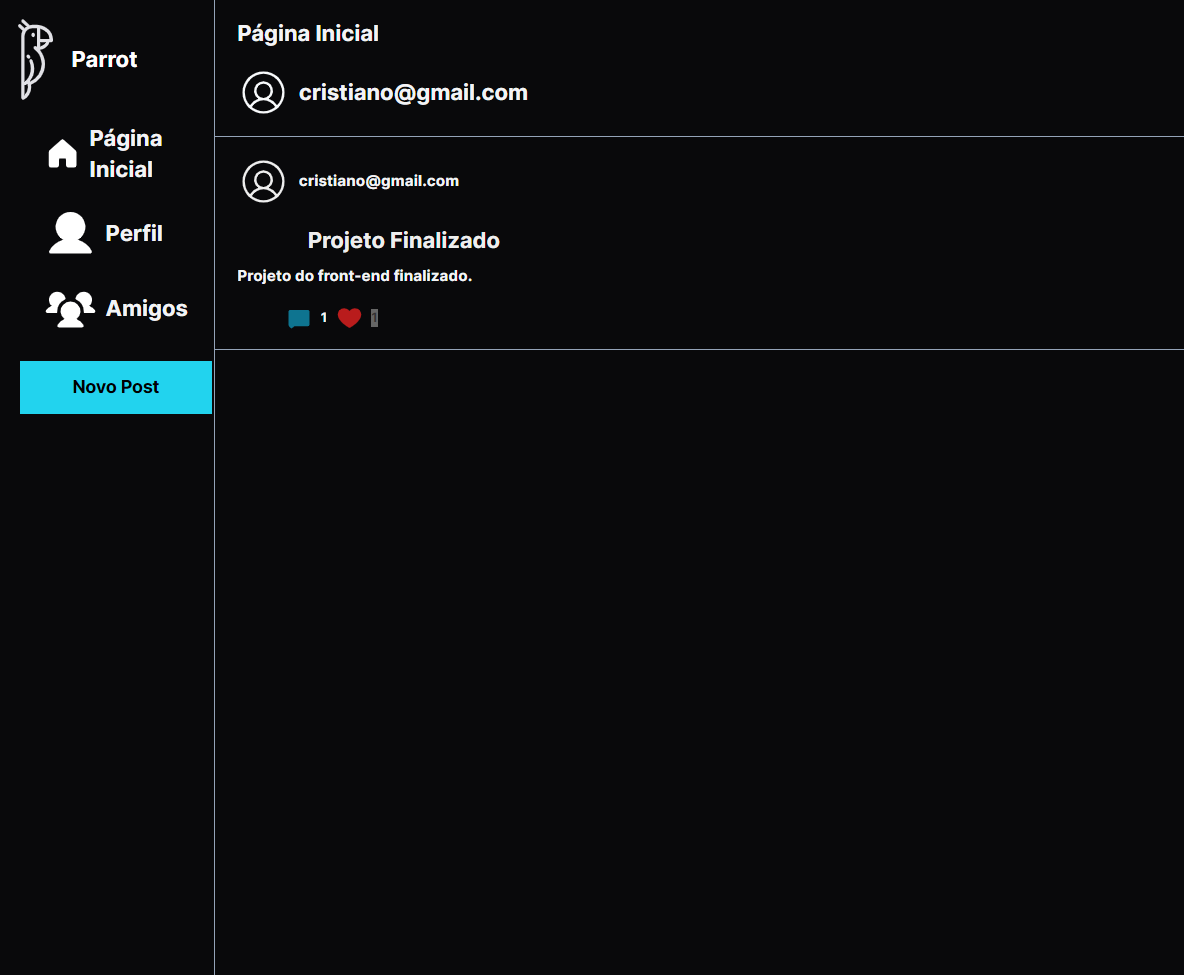 Parrot
Página
Inicial
Perfil
Amigos
Novo Post
Página Inicial
cristiano@gmail.com
cristiano@gmail.com
Projeto Finalizado
Projeto do front-end finalizado.
1 1